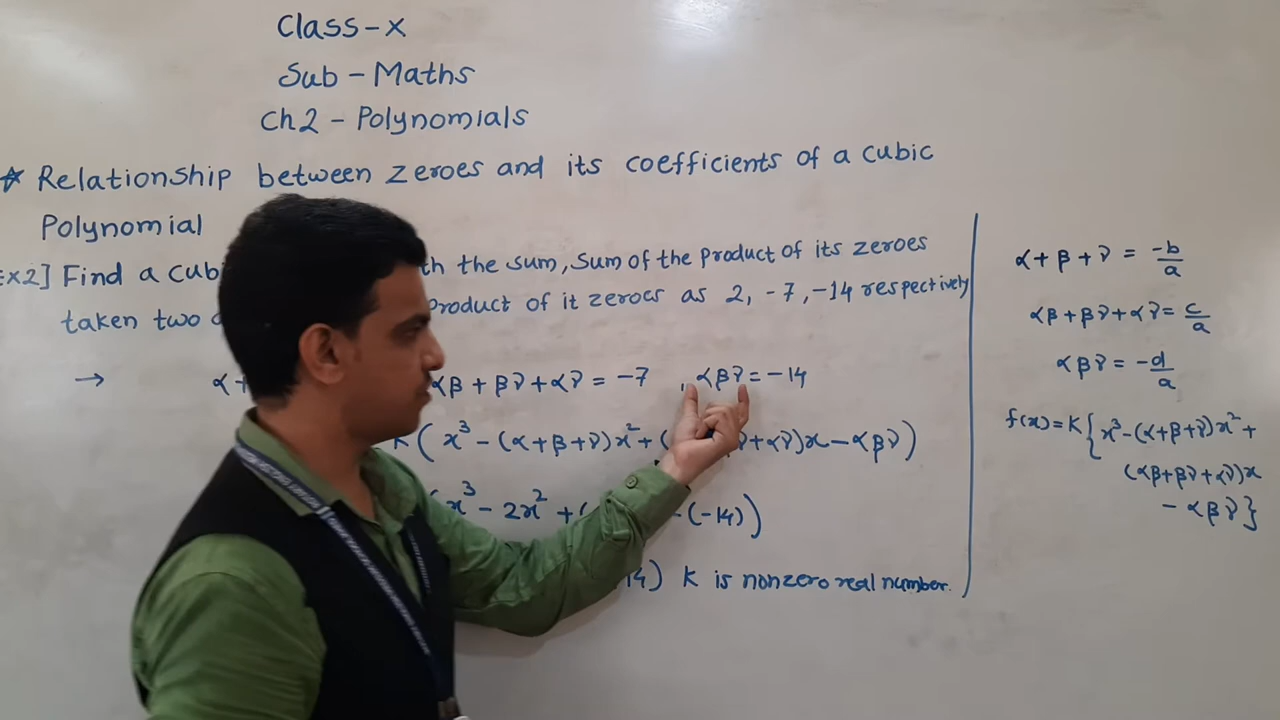 Class-X
Sub - Maths
Ch2 - Polynomials
* Relationship between zeroes and its coefficients of a cubic
Polynomial
Ex2] Find a cub th the sum, sum of the product of its zeroes
taken two product of it zeroes as 2, -7, -14 respectively
→ α+ αβ + βγ + αγ = -7 , αβγ = -14
K(x³ - (α+β+γ)x² + ( γ+αγ)x - αβγ)
(x³ - 2x² + ( -(-14))
14) K is nonzero real number.
α + β + γ = -b/a
αβ + βγ + αγ = c/a
αβγ = -d/a
f(x) = K{x³ - (α+β+γ)x² +
(αβ+βγ+αγ)x
- αβγ}